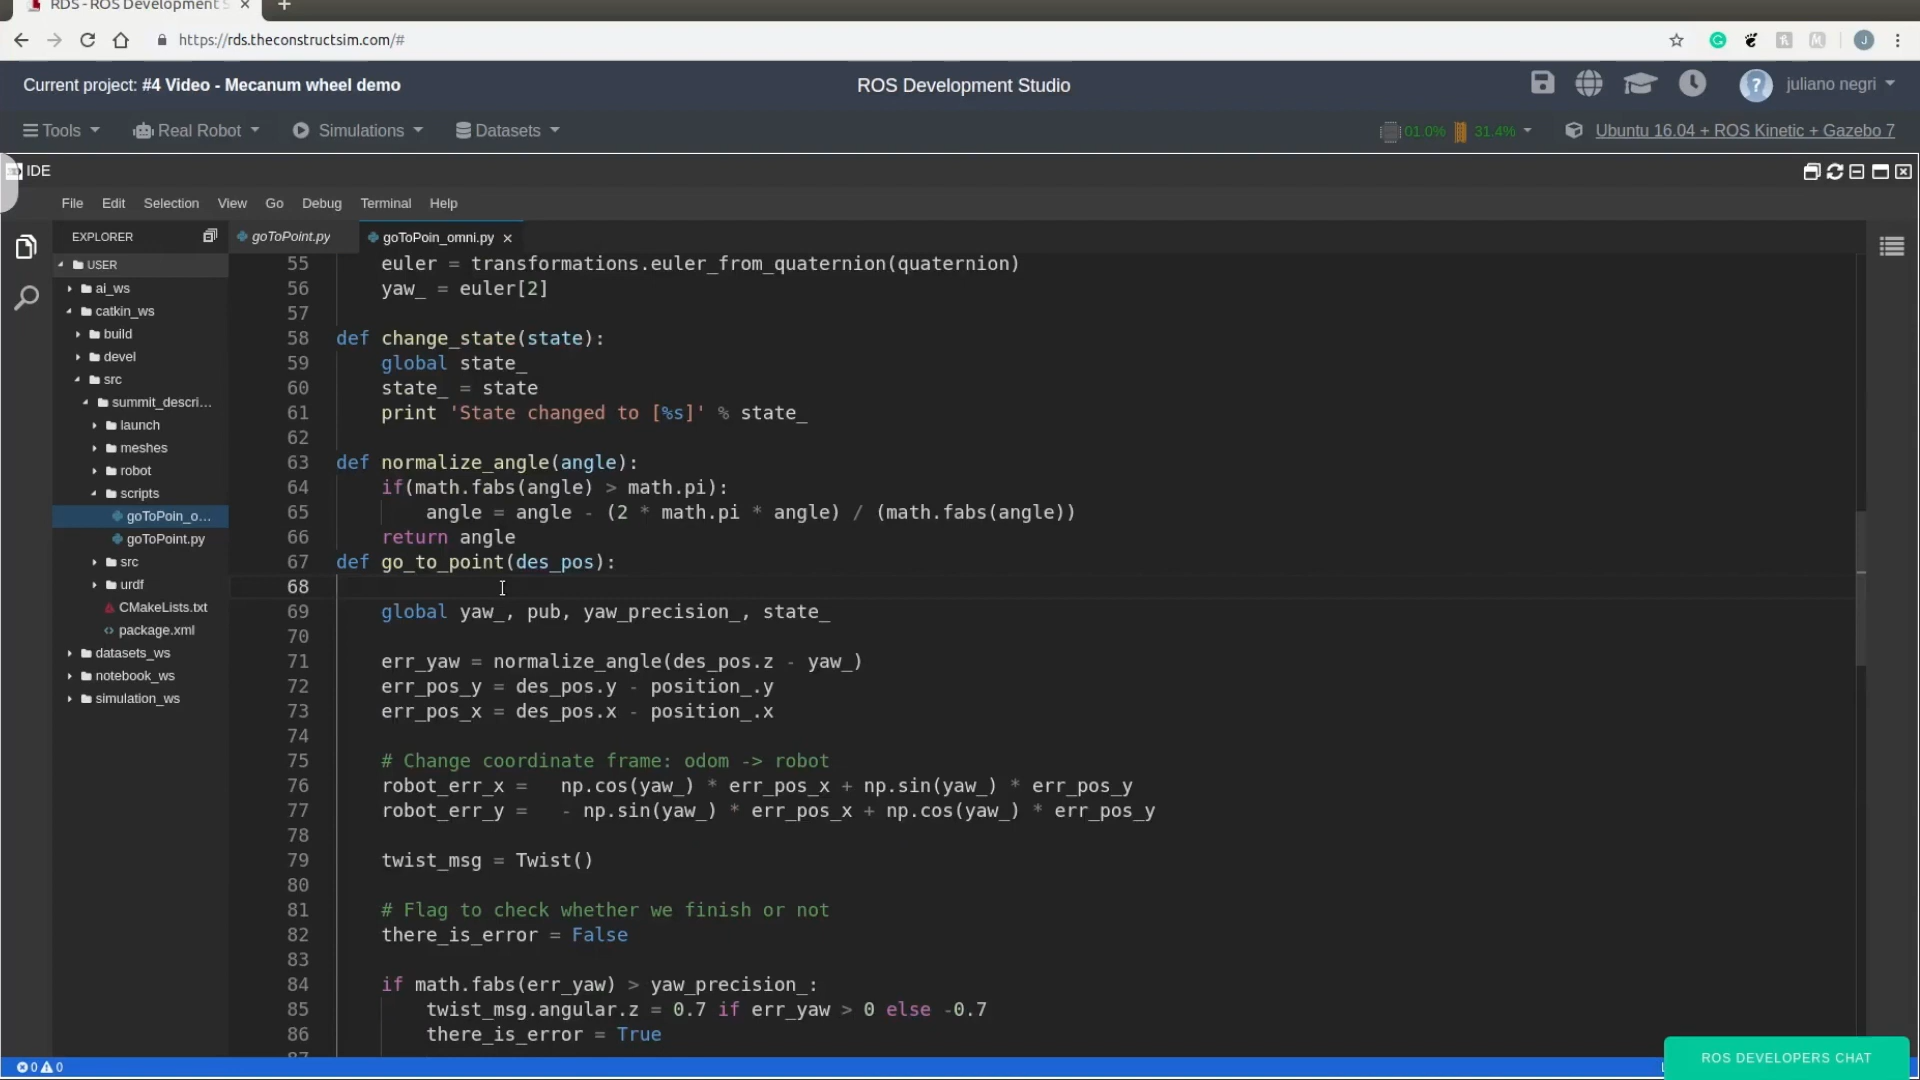 RDS - ROS Development S
https://rds.theconstructsim.com/#
J
Current project: #4 Video - Mecanum wheel demo
ROS Development Studio
?
juliano negri
Tools
Real Robot
Simulations
Datasets
01.0%
31.4%
Ubuntu 16.04 + ROS Kinetic + Gazebo 7
IDE
File Edit Selection View Go Debug Terminal Help
EXPLORER
USER
ai_ws
catkin_ws
build
devel
src
summit_descri...
launch
meshes
robot
scripts
goToPoin_o...
goToPoint.py
src
urdf
CMakeLists.txt
package.xml
datasets_ws
notebook_ws
simulation_ws
goToPoint.py
goToPoin_omni.py
55 euler = transformations.euler_from_quaternion(quaternion)
56 yaw_ = euler[2]
57
58 def change_state(state):
59 global state_
60 state_ = state
61 print 'State changed to [%s]' % state_
62
63 def normalize_angle(angle):
64 if(math.fabs(angle) > math.pi):
65 angle = angle - (2 * math.pi * angle) / (math.fabs(angle))
66 return angle
67 def go_to_point(des_pos):
68
69 global yaw_, pub, yaw_precision_, state_
70
71 err_yaw = normalize_angle(des_pos.z - yaw_)
72 err_pos_y = des_pos.y - position_.y
73 err_pos_x = des_pos.x - position_.x
74
75 # Change coordinate frame: odom -> robot
76 robot_err_x =   np.cos(yaw_) * err_pos_x + np.sin(yaw_) * err_pos_y
77 robot_err_y =   - np.sin(yaw_) * err_pos_x + np.cos(yaw_) * err_pos_y
78
79 twist_msg = Twist()
80
81 # Flag to check whether we finish or not
82 there_is_error = False
83
84 if math.fabs(err_yaw) > yaw_precision_:
85 twist_msg.angular.z = 0.7 if err_yaw > 0 else -0.7
86 there_is_error = True
0 0
ROS DEVELOPERS CHAT